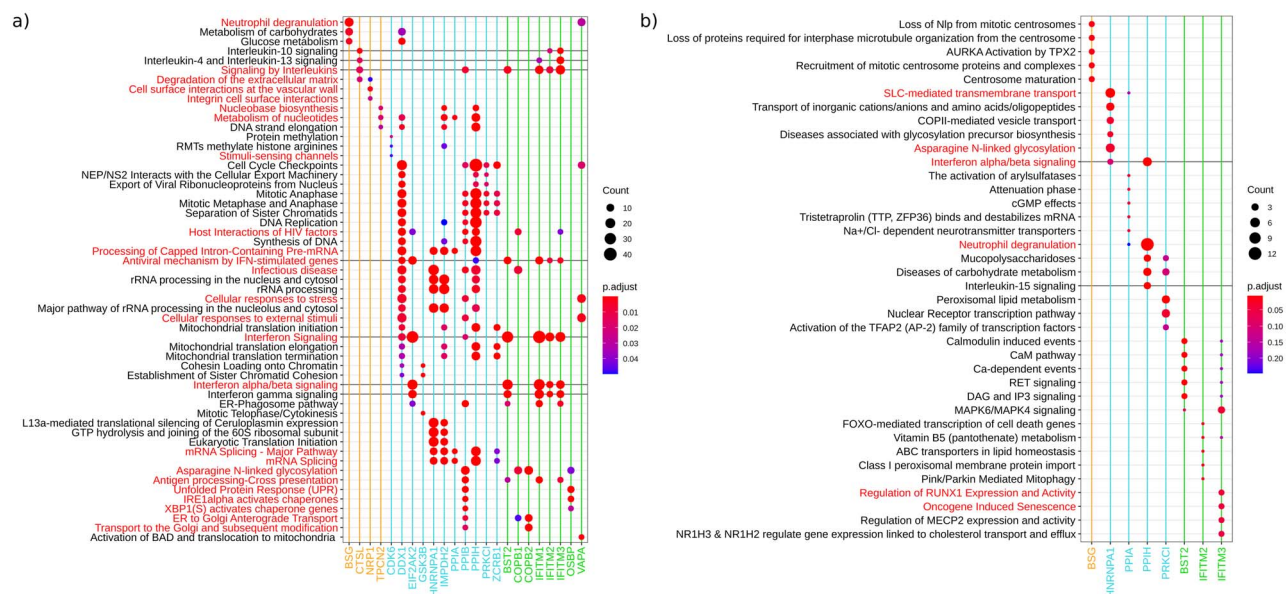 a)
Neutrophil degranulation
Metabolism of carbohydrates
Glucose metabolism
Interleukin-10 signaling
Interleukin-4 and Interleukin-13 signaling
Signaling by Interleukins
Degradation of the extracellular matrix
Cell surface interactions at the vascular wall
Integrin cell surface interactions
Nucleobase biosynthesis
Metabolism of nucleotides
DNA strand elongation
Protein methylation
RMTs methylate histone arginines
Stimuli-sensing channels
Cell Cycle Checkpoints
NEP/NS2 Interacts with the Cellular Export Machinery
Export of Viral Ribonucleoproteins from Nucleus
Mitotic Anaphase
Mitotic Metaphase and Anaphase
Separation of Sister Chromatids
DNA Replication
Host Interactions of HIV factors
Synthesis of DNA
Processing of Capped Intron-Containing Pre-mRNA
Antiviral mechanism by IFN-stimulated genes
Infectious disease
rRNA processing in the nucleus and cytosol
rRNA processing
Cellular responses to stress
Major pathway of rRNA processing in the nucleolus and cytosol
Cellular responses to external stimuli
Mitochondrial translation initiation
Interferon Signaling
Mitochondrial translation elongation
Mitochondrial translation termination
Cohesin Loading onto Chromatin
Establishment of Sister Chromatid Cohesion
Interferon alpha/beta signaling
Interferon gamma signaling
ER-Phagosome pathway
Mitotic Telophase/Cytokinesis
L13a-mediated translational silencing of Ceruloplasmin expression
GTP hydrolysis and joining of the 60S ribosomal subunit
Eukaryotic Translation Initiation
mRNA Splicing - Major Pathway
mRNA Splicing
Asparagine N-linked glycosylation
Antigen processing-Cross presentation
Unfolded Protein Response (UPR)
IRE1alpha activates chaperones
XBP1(S) activates chaperone genes
ER to Golgi Anterograde Transport
Transport to the Golgi and subsequent modification
Activation of BAD and translocation to mitochondria
BSG
CTSL
NRP1
TPCN2
CDK6
DDX1
EIF2AK2
GSK3B
HNRNPA1
IMPDH2
PPIA
PPIB
PPIH
PRKCI
ZCRB1
BST2
COPB1
COPB2
IFITM1
IFITM2
IFITM3
OSBP
VAPA
Count
10
20
30
40
p.adjust
0.01
0.02
0.03
0.04
b)
Loss of Nlp from mitotic centrosomes
Loss of proteins required for interphase microtubule organization from the centrosome
AURKA Activation by TPX2
Recruitment of mitotic centrosome proteins and complexes
Centrosome maturation
SLC-mediated transmembrane transport
Transport of inorganic cations/anions and amino acids/oligopeptides
COPII-mediated vesicle transport
Diseases associated with glycosylation precursor biosynthesis
Asparagine N-linked glycosylation
Interferon alpha/beta signaling
The activation of arylsulfatases
Attenuation phase
cGMP effects
Tristetraprolin (TTP, ZFP36) binds and destabilizes mRNA
Na+/Cl- dependent neurotransmitter transporters
Neutrophil degranulation
Mucopolysaccharidoses
Diseases of carbohydrate metabolism
Interleukin-15 signaling
Peroxisomal lipid metabolism
Nuclear Receptor transcription pathway
Activation of the TFAP2 (AP-2) family of transcription factors
Calmodulin induced events
CaM pathway
Ca-dependent events
RET signaling
DAG and IP3 signaling
MAPK6/MAPK4 signaling
FOXO-mediated transcription of cell death genes
Vitamin B5 (pantothenate) metabolism
ABC transporters in lipid homeostasis
Class I peroxisomal membrane protein import
Pink/Parkin Mediated Mitophagy
Regulation of RUNX1 Expression and Activity
Oncogene Induced Senescence
Regulation of MECP2 expression and activity
NR1H3 & NR1H2 regulate gene expression linked to cholesterol transport and efflux
BSG
HNRNPA1
PPIA
PPIH
PRKCI
BST2
IFITM2
IFITM3
Count
3
6
9
12
p.adjust
0.05
0.10
0.15
0.20